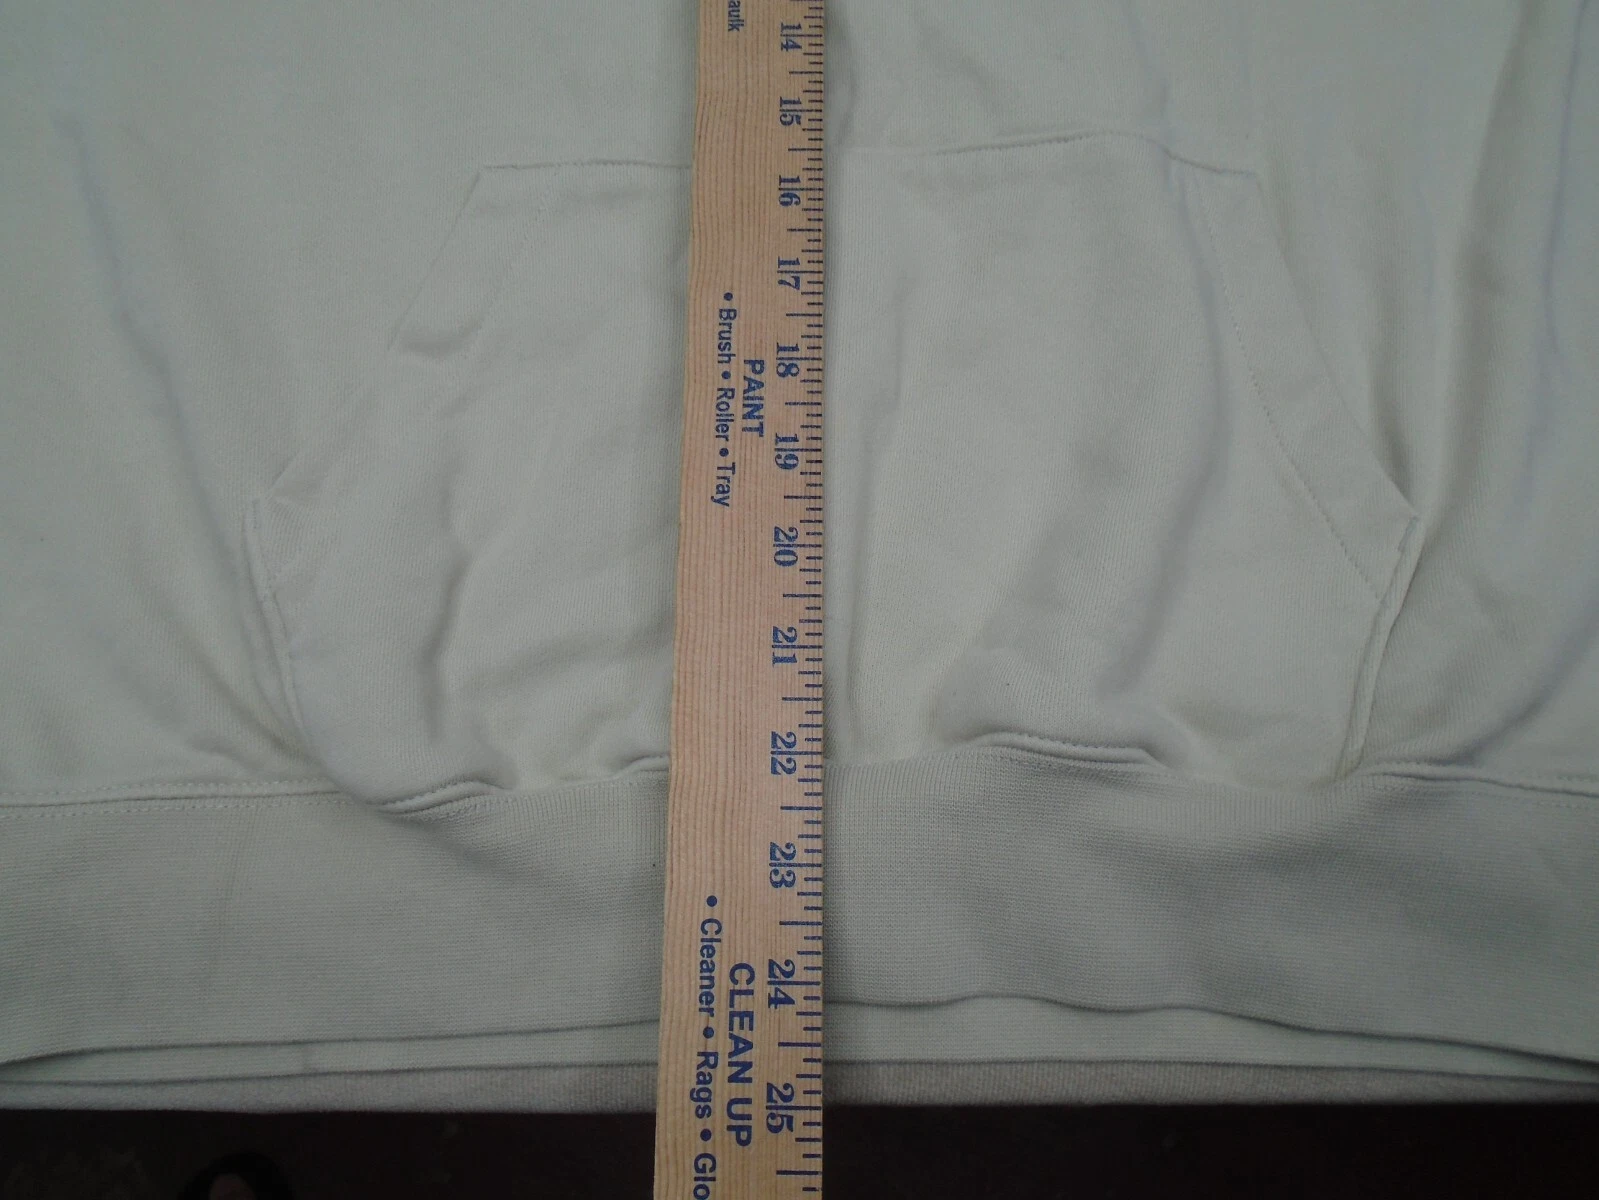 aulk
14
15
16
17
18
19
20
21
22
23
24
25
PAINT
• Brush • Roller • Tray
CLEAN UP
• Cleaner • Rags • Glo